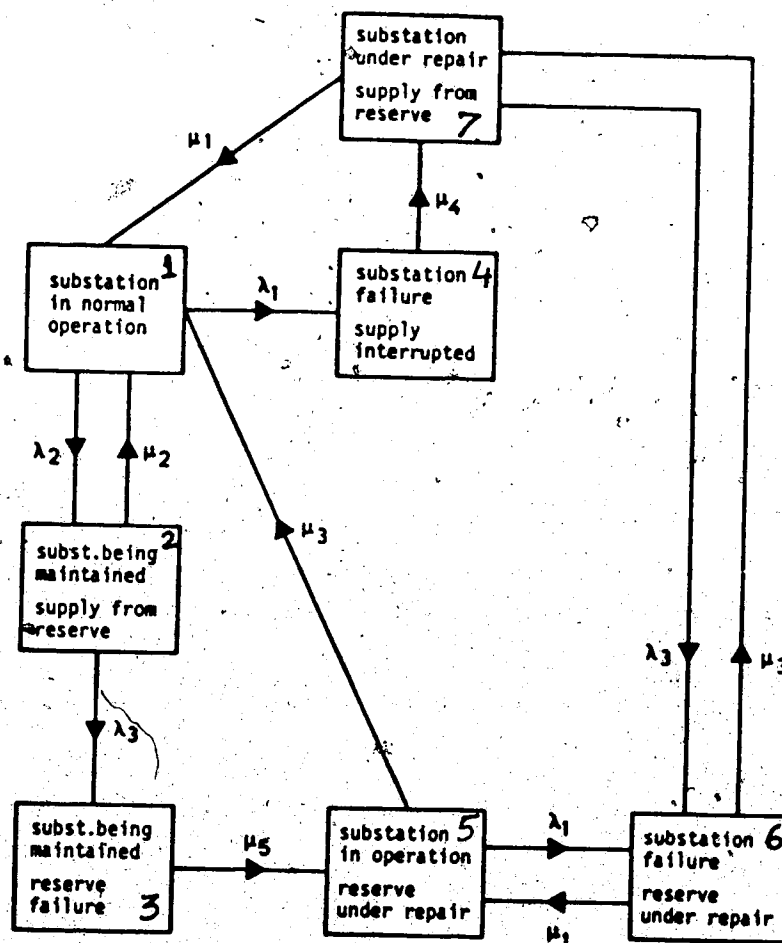 substation
under repair
supply from
reserve 7
μ1
μ4
substation 1
in normal
operation
λ1
substation 4
failure
supply
interrupted
λ2
μ2
μ3
subst.being 2
maintained
supply from
reserve
λ3
μ3
λ3
subst.being
maintained
reserve
failure 3
μ5
substation 5
in operation
reserve
under repair
λ1
μ1
substation 6
failure
reserve
under repair